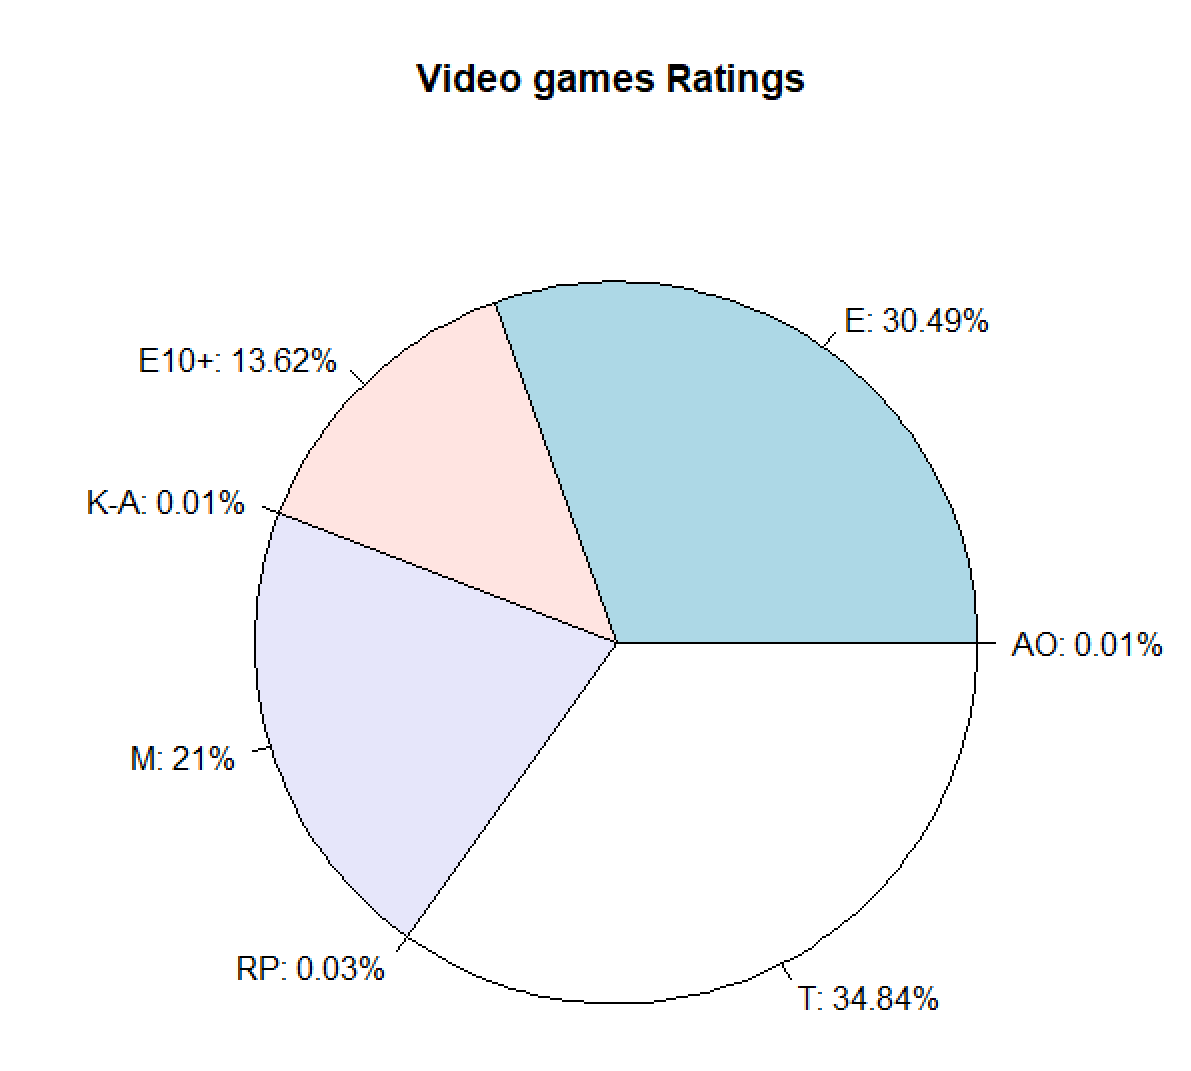 Video games Ratings
E: 30.49%
E10+: 13.62%
K-A: 0.01%
AO: 0.01%
M: 21%
RP: 0.03%
T: 34.84%